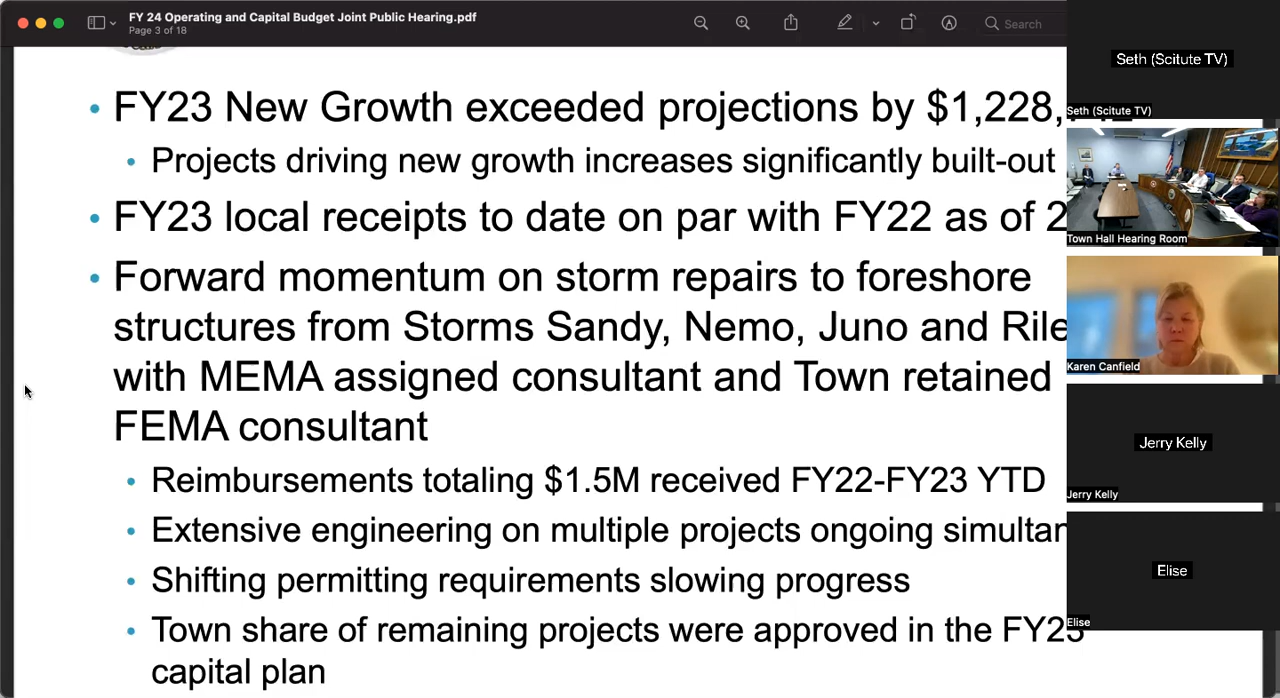 FY 24 Operating and Capital Budget Joint Public Hearing.pdf
Page 3 of 18
Search
• FY23 New Growth exceeded projections by $1,228,
• Projects driving new growth increases significantly built-out
• FY23 local receipts to date on par with FY22 as of 2
• Forward momentum on storm repairs to foreshore
structures from Storms Sandy, Nemo, Juno and Rile
with MEMA assigned consultant and Town retained
FEMA consultant
• Reimbursements totaling $1.5M received FY22-FY23 YTD
• Extensive engineering on multiple projects ongoing simultan
• Shifting permitting requirements slowing progress
• Town share of remaining projects were approved in the
capital plan
Seth (Scitute TV)
Seth (Scitute TV)
Town Hall Hearing Room
Karen Canfield
Jerry Kelly
Jerry Kelly
Elise
Elise